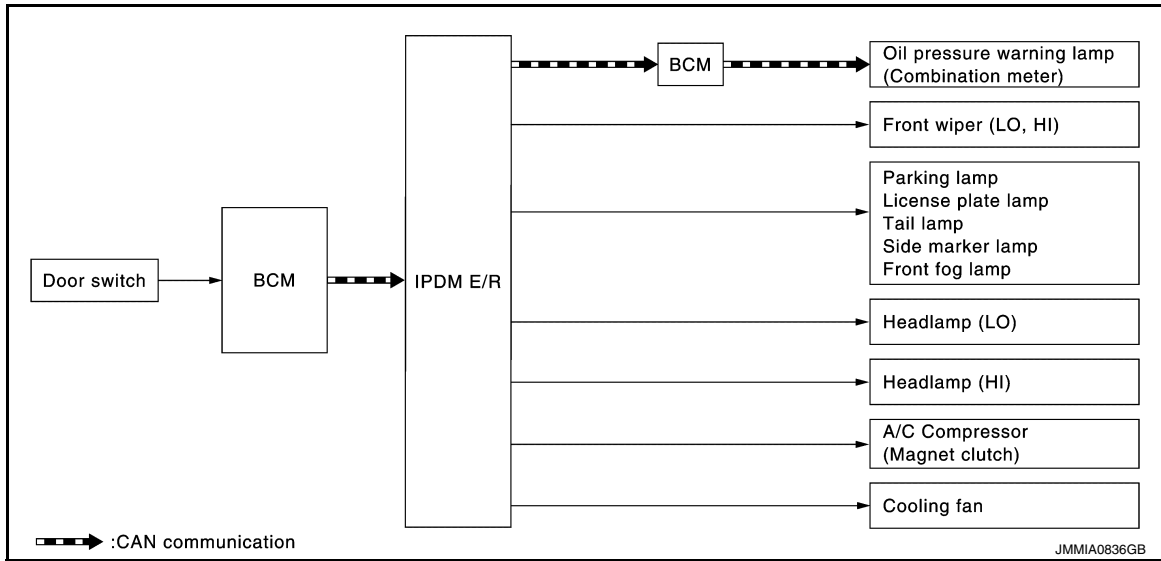 Door switch
BCM
IPDM E/R
BCM
Oil pressure warning lamp
(Combination meter)
Front wiper (LO, HI)
Parking lamp
License plate lamp
Tail lamp
Side marker lamp
Front fog lamp
Headlamp (LO)
Headlamp (HI)
A/C Compressor
(Magnet clutch)
Cooling fan
:CAN communication
JMMIA0836GB